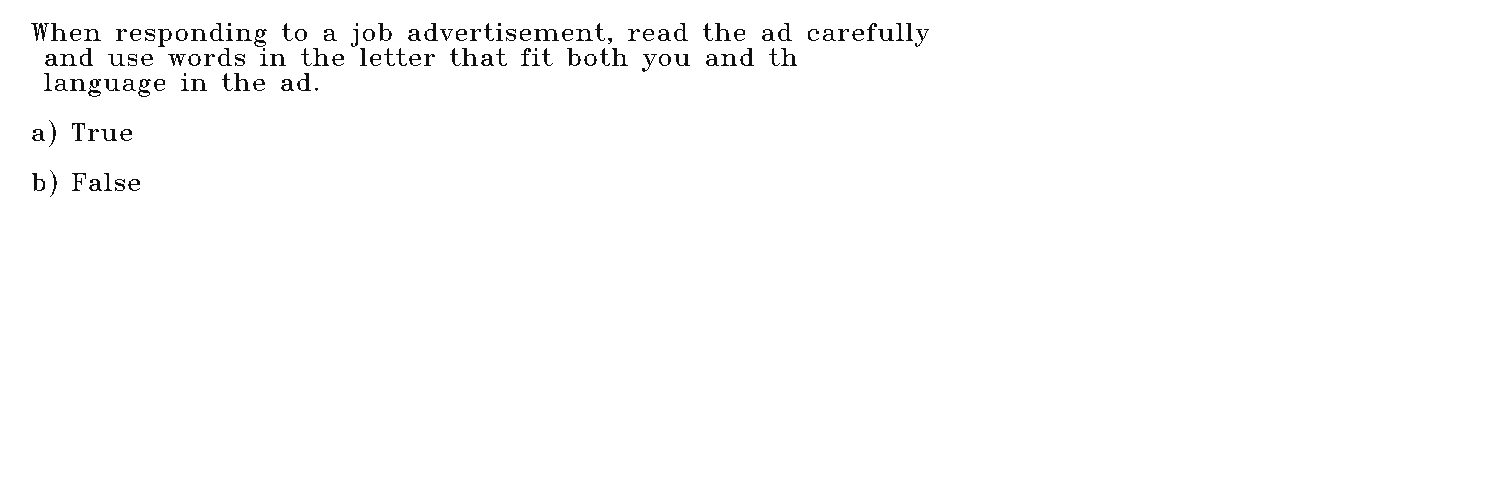 When responding to a job advertisement, read the ad carefully
and use words in the letter that fit both you and th
language in the ad.
a) True
b) False